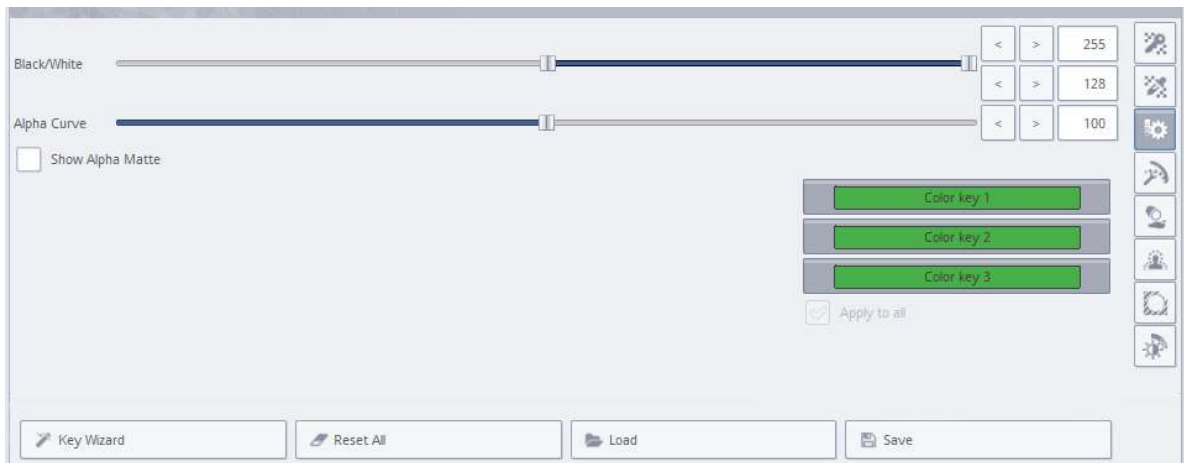 < > 255
Black/White
< > 128
Alpha Curve < > 100
Show Alpha Matte
Color key 1
Color key 2
Color key 3
Apply to all
Key Wizard Reset All Load Save